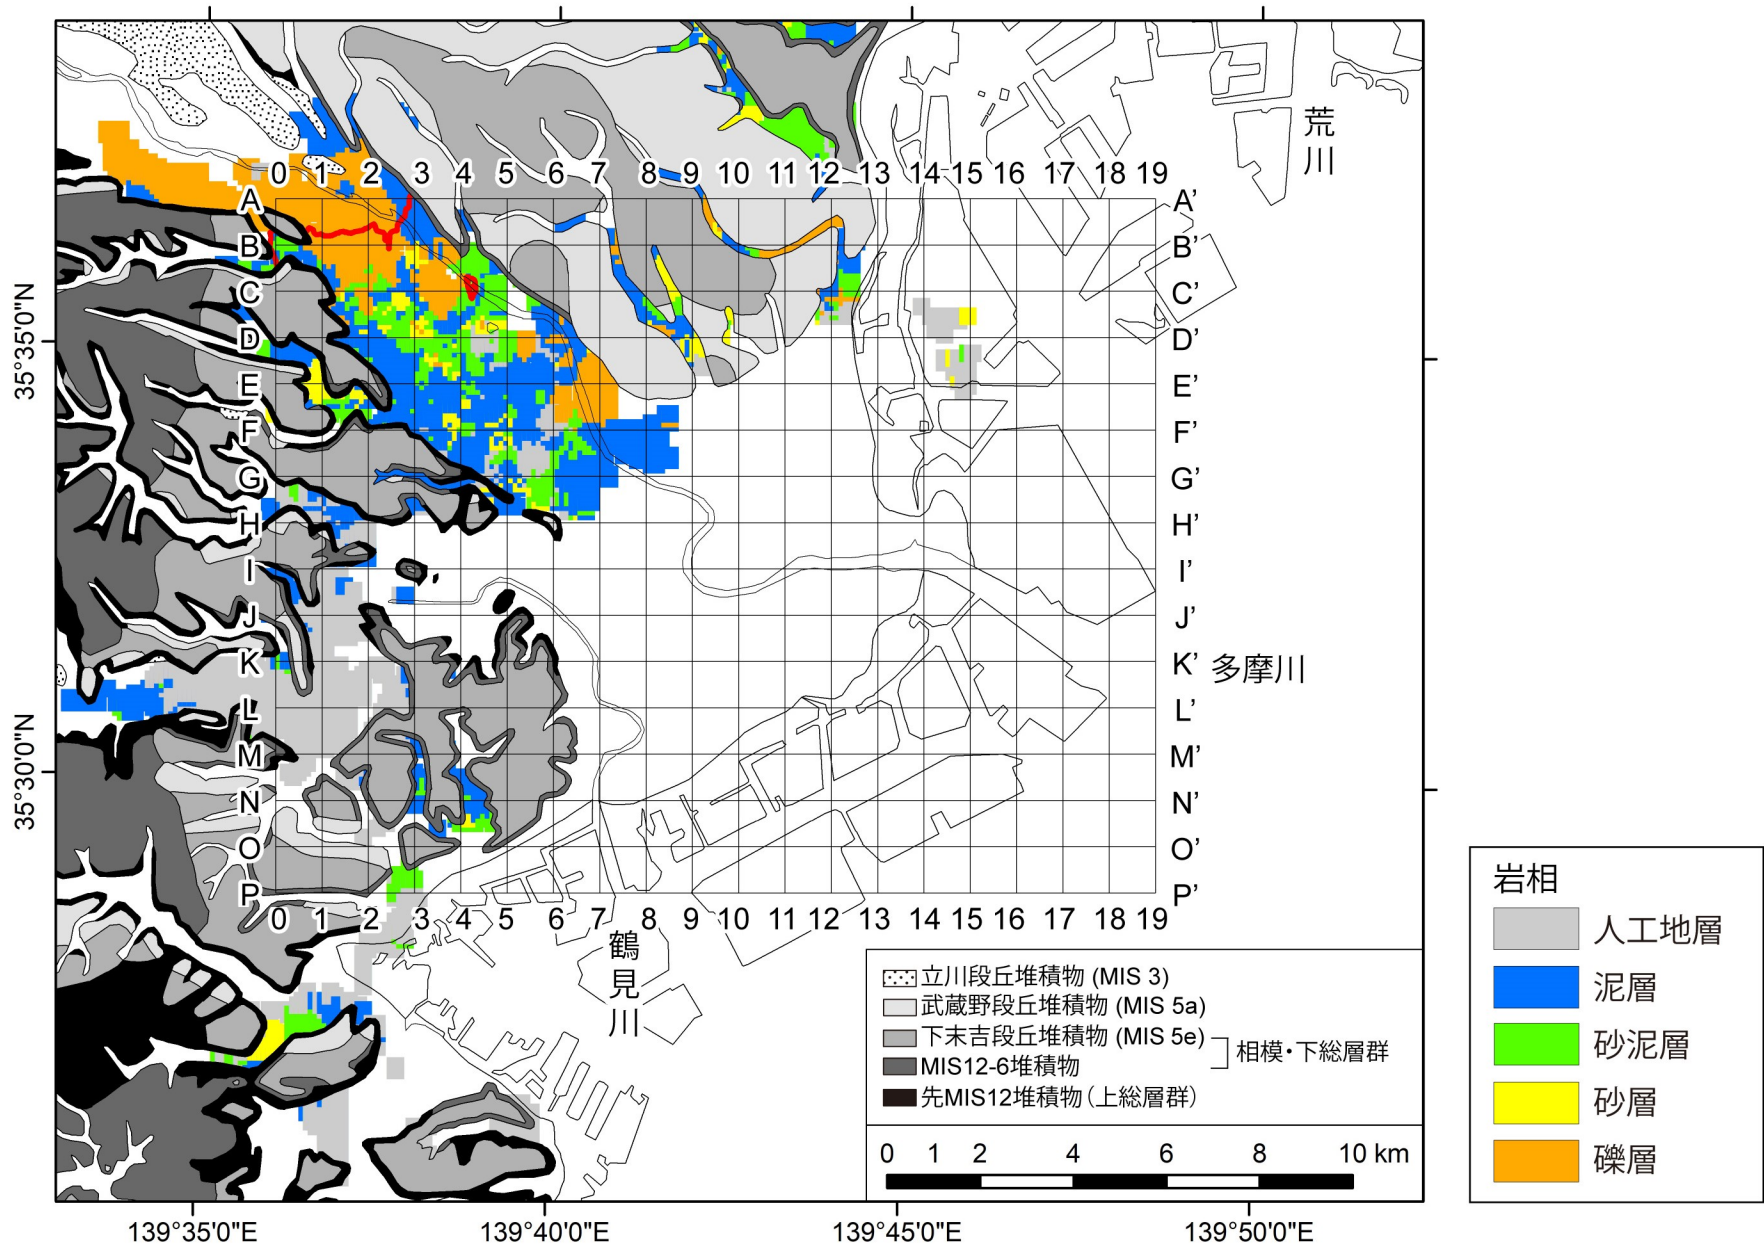 荒川
0 1 2 3 4 5 6 7 8 9 10 11 12 13 14 15 16 17 18 19
A A'
B B'
C C'
D D'
E E'
F F'
G G'
H H'
I I'
J J'
K K' 多摩川
L L'
M M'
N N'
O O'
P P'
0 1 2 3 4 5 6 7 8 9 10 11 12 13 14 15 16 17 18 19
鶴見川
35°35'0"N
35°30'0"N
立川段丘堆積物 (MIS 3)
武蔵野段丘堆積物 (MIS 5a)
下末吉段丘堆積物 (MIS 5e)
MIS12-6堆積物
相模・下総層群
先MIS12堆積物(上総層群)
0 1 2 4 6 8 10 km
139°35'0"E 139°40'0"E 139°45'0"E 139°50'0"E
岩相
人工地層
泥層
砂泥層
砂層
礫層